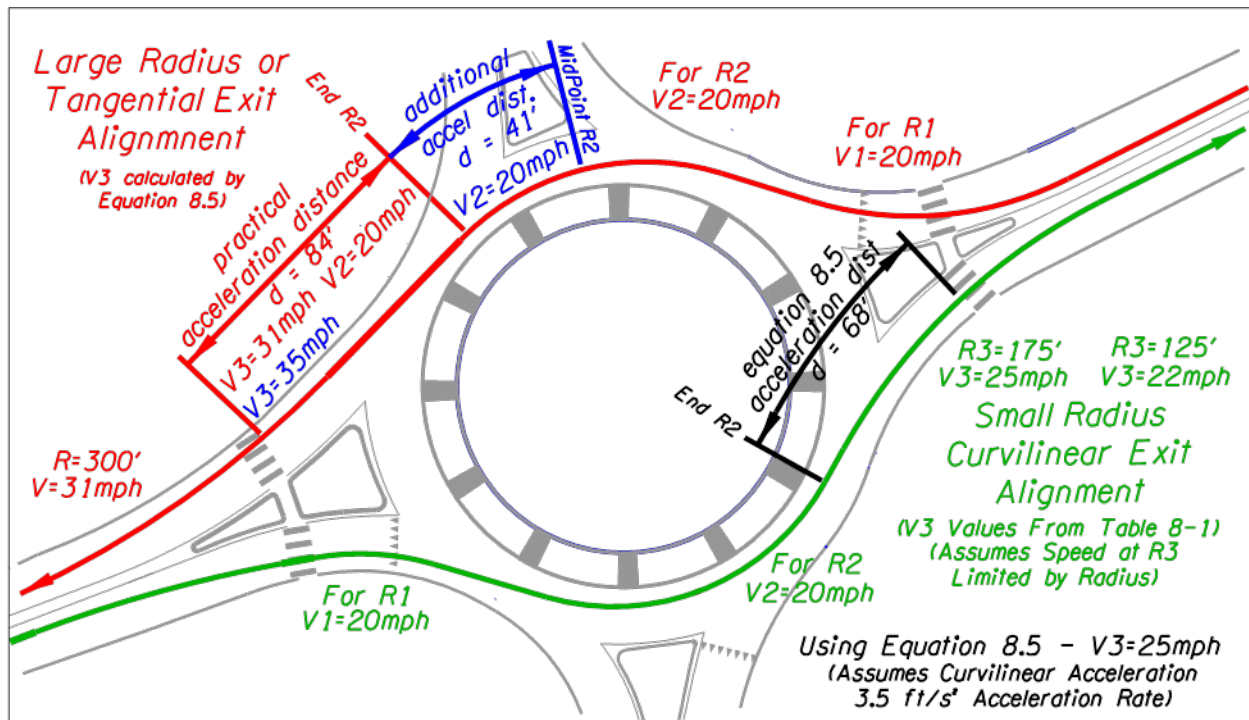 Large Radius or
Tangential Exit
Alignmnent
(V3 calculated by
Equation 8.5)
End R2
additional
accel dist.
d = 41'
MidPoint R2
V2=20mph
practical
acceleration distance
d = 84'
V3=31mph V2=20mph
V3=35mph
For R2
V2=20mph
For R1
V1=20mph
equation 8.5
acceleration dist
d = 68'
End R2
R=300'
V=31mph
For R1
V1=20mph
For R2
V2=20mph
R3=175' R3=125'
V3=25mph V3=22mph
Small Radius
Curvilinear Exit
Alignment
(V3 Values From Table 8-1)
(Assumes Speed at R3
Limited by Radius)
Using Equation 8.5 - V3=25mph
(Assumes Curvilinear Acceleration
3.5 ft/s² Acceleration Rate)